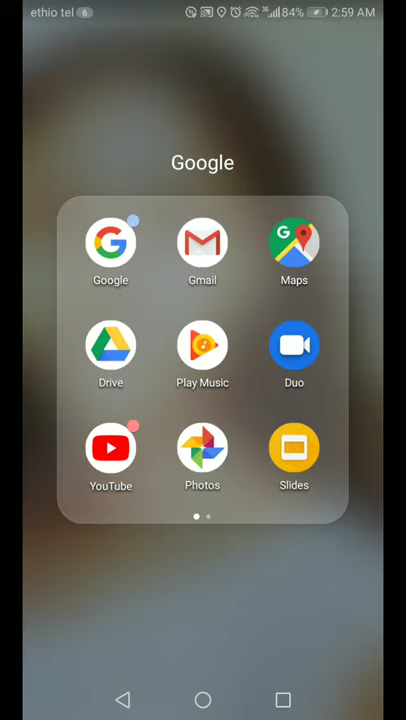 ethio tel 6 84% 2:59 AM
Google
Google Gmail Maps
Drive Play Music Duo
YouTube Photos Slides